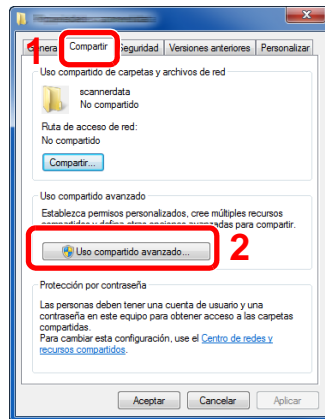 1
General Compartir Seguridad Versiones anteriores Personalizar
Uso compartido de carpetas y archivos de red
scannerdata
No compartido
Ruta de acceso de red:
No compartido
Compartir...
Uso compartido avanzado
Establezca permisos personalizados, cree múltiples recursos
compartidos y defina otras opciones avanzadas para compartir.
Uso compartido avanzado...
2
Protección por contraseña
Las personas deben tener una cuenta de usuario y una
contraseña en este equipo para obtener acceso a las carpetas
compartidas.
Para cambiar esta configuración, use el Centro de redes y
recursos compartidos.
Aceptar Cancelar Aplicar